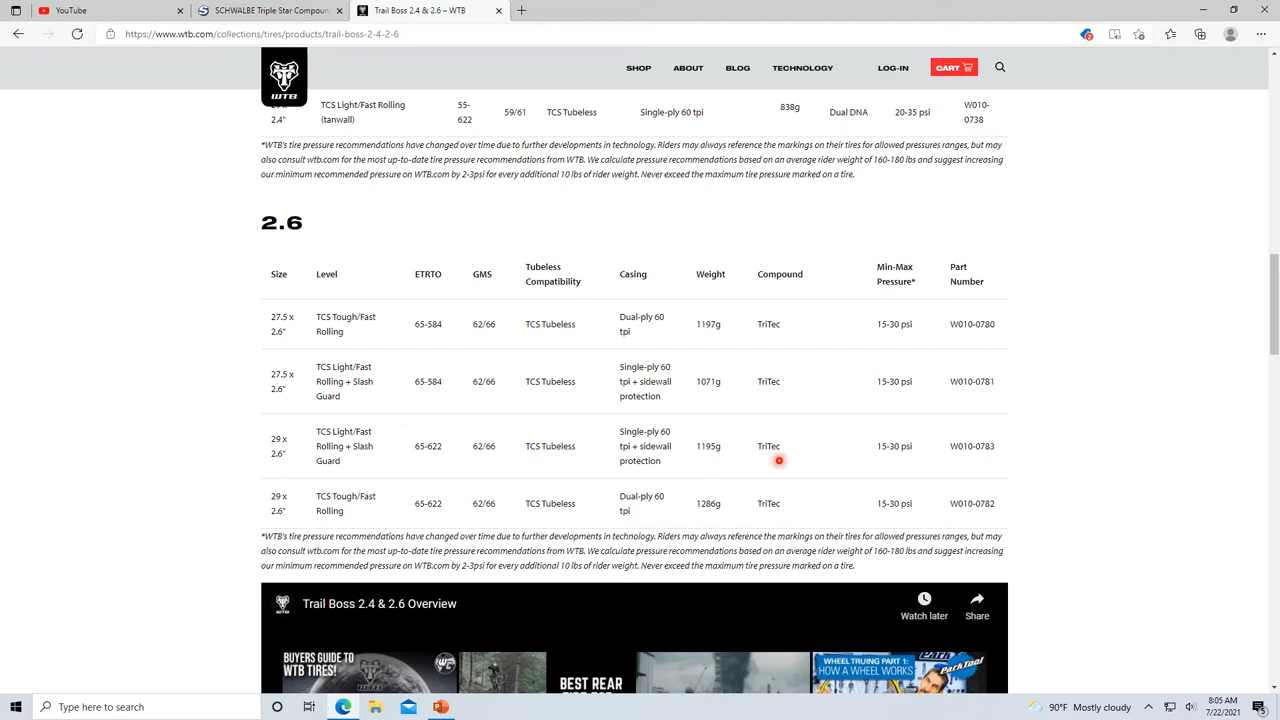 YouTube
SCHWALBE Triple Star Compoun
Trail Boss 2.4 & 2.6 – WTB
https://www.wtb.com/collections/tires/products/trail-boss-2-4-2-6
2
WTB
SHOP ABOUT BLOG TECHNOLOGY LOG-IN CART
2.4" TCS Light/Fast Rolling (tanwall) 55-622 59/61 TCS Tubeless Single-ply 60 tpi 838g Dual DNA 20-35 psi W010-0738
*WTB's tire pressure recommendations have changed over time due to further developments in technology. Riders may always reference the markings on their tires for allowed pressures ranges, but may
also consult wtb.com for the most up-to-date tire pressure recommendations from WTB. We calculate pressure recommendations based on an average rider weight of 160-180 lbs and suggest increasing
our minimum recommended pressure on WTB.com by 2-3psi for every additional 10 lbs of rider weight. Never exceed the maximum tire pressure marked on a tire.
2.6
Size Level ETRTO GMS Tubeless Compatibility Casing Weight Compound Min-Max Pressure* Part Number
27.5 x 2.6" TCS Tough/Fast Rolling 65-584 62/66 TCS Tubeless Dual-ply 60 tpi 1197g TriTec 15-30 psi W010-0780
27.5 x 2.6" TCS Light/Fast Rolling + Slash Guard 65-584 62/66 TCS Tubeless Single-ply 60 tpi + sidewall protection 1071g TriTec 15-30 psi W010-0781
29 x 2.6" TCS Light/Fast Rolling + Slash Guard 65-622 62/66 TCS Tubeless Single-ply 60 tpi + sidewall protection 1195g TriTec 15-30 psi W010-0783
29 x 2.6" TCS Tough/Fast Rolling 65-622 62/66 TCS Tubeless Dual-ply 60 tpi 1286g TriTec 15-30 psi W010-0782
*WTB's tire pressure recommendations have changed over time due to further developments in technology. Riders may always reference the markings on their tires for allowed pressures ranges, but may
also consult wtb.com for the most up-to-date tire pressure recommendations from WTB. We calculate pressure recommendations based on an average rider weight of 160-180 lbs and suggest increasing
our minimum recommended pressure on WTB.com by 2-3psi for every additional 10 lbs of rider weight. Never exceed the maximum tire pressure marked on a tire.
Trail Boss 2.4 & 2.6 Overview
Watch later Share
BUYERS GUIDE TO
WTB TIRES!
BEST REAR
WHEEL TRUING PART 1:
HOW A WHEEL WORKS
PARK TOOL
Type here to search
90°F Mostly cloudy
8:05 AM
7/22/2021